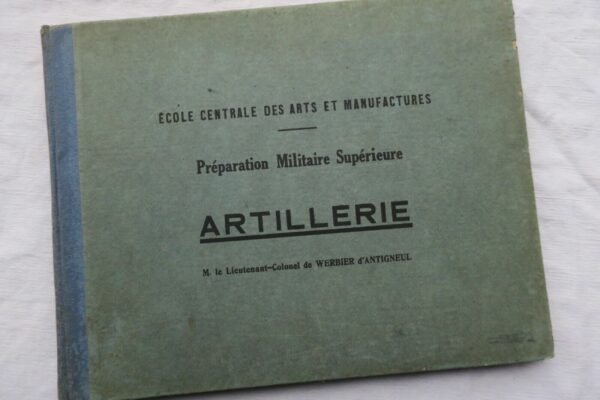 ÉCOLE CENTRALE DES ARTS ET MANUFACTURES
Préparation Militaire Supérieure
ARTILLERIE
M. le Lieutenant-Colonel de WERBIER d'ANTIGNEUL